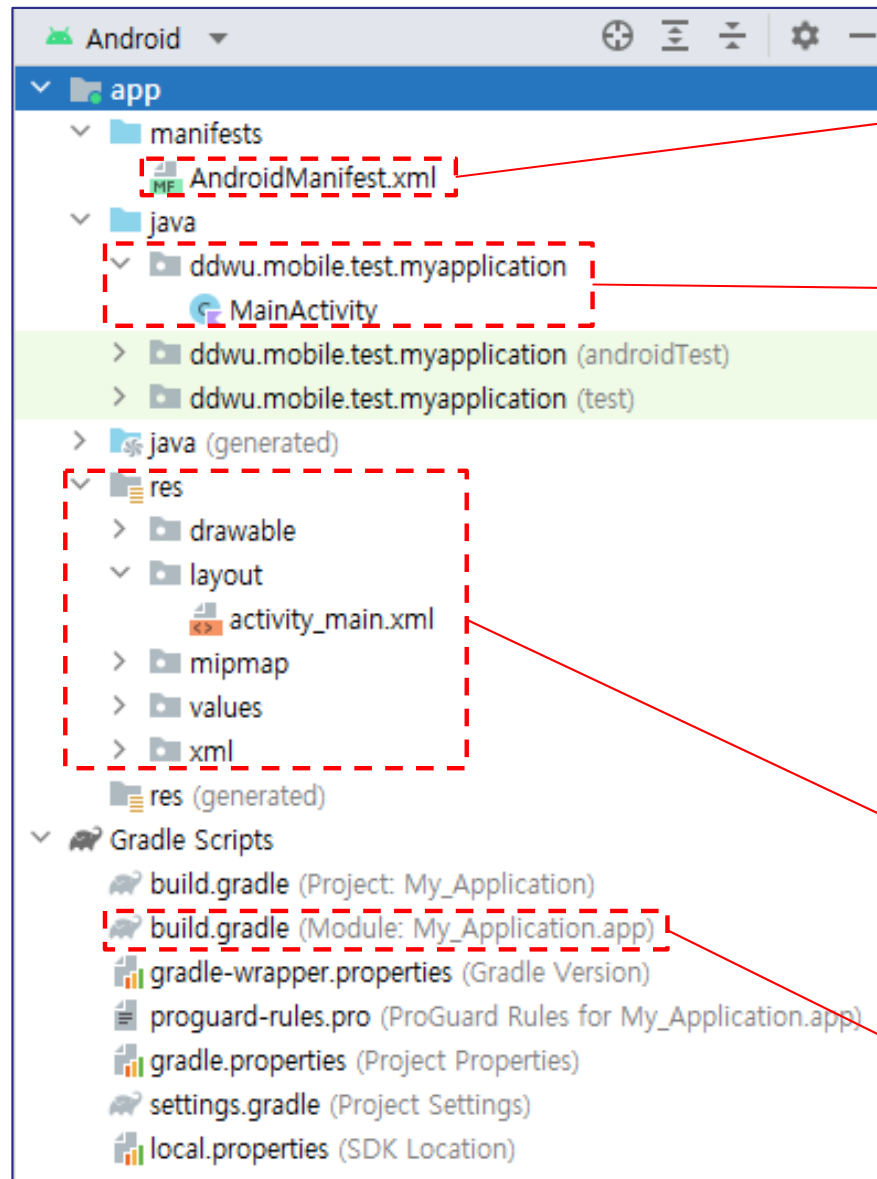 Android
app
manifests
MF AndroidManifest.xml
java
ddwu.mobile.test.myapplication
MainActivity
ddwu.mobile.test.myapplication (androidTest)
ddwu.mobile.test.myapplication (test)
java (generated)
res
drawable
layout
activity_main.xml
mipmap
values
xml
res (generated)
Gradle Scripts
build.gradle (Project: My_Application)
build.gradle (Module: My_Application.app)
gradle-wrapper.properties (Gradle Version)
proguard-rules.pro (ProGuard Rules for My_Application.app)
gradle.properties (Project Properties)
settings.gradle (Project Settings)
local.properties (SDK Location)